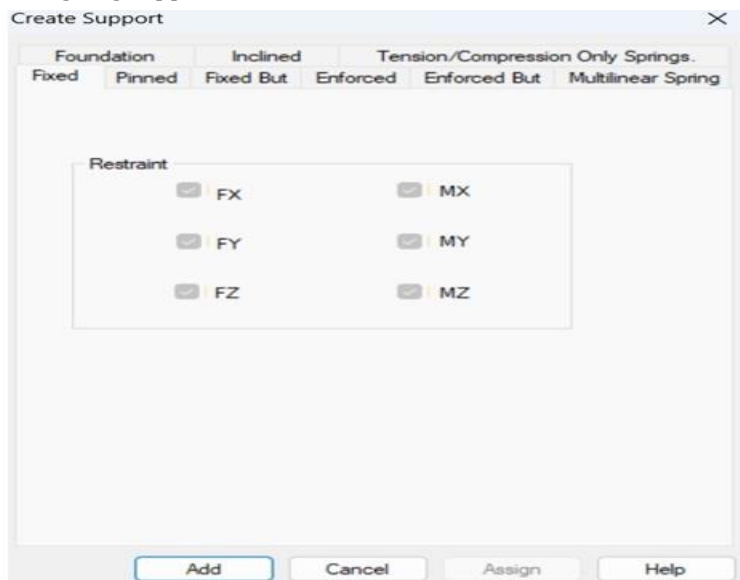 Create Support
Foundation Inclined Tension/Compression Only Springs.
Fixed Pinned Fixed But Enforced Enforced But Multilinear Spring
Restraint
FX MX
FY MY
FZ MZ
Add Cancel Assign Help